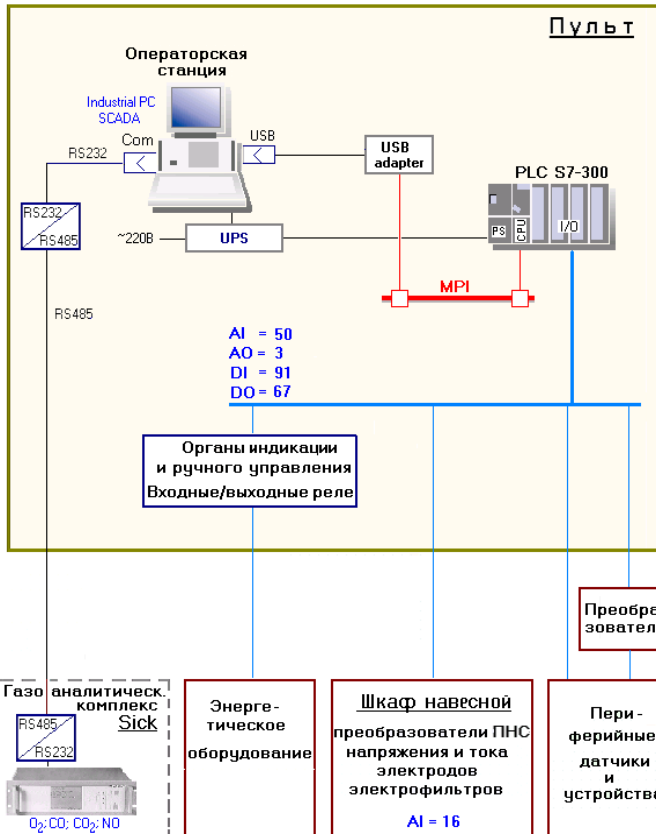 Пульт
Операторская
станция
Industrial PC
SCADA
Com
USB
RS232
USB
adapter
PLC S7-300
RS232
RS485
~220В
UPS
PS
CPU
I/O
MPI
RS485
AI = 50
AO = 3
DI = 91
DO = 67
Органы индикации
и ручного управления
Входные/выходные реле
Преобра
зовател
Газоаналитическ.
комплекс
Sick
RS485
RS232
O₂; CO; CO₂; NO
Энерге-
тическое
оборудование
Шкаф навесной
преобразователи ПНС
напряжения и тока
электродов
электрофильтров
AI = 16
Пери-
ферийные
датчики
и
устройства